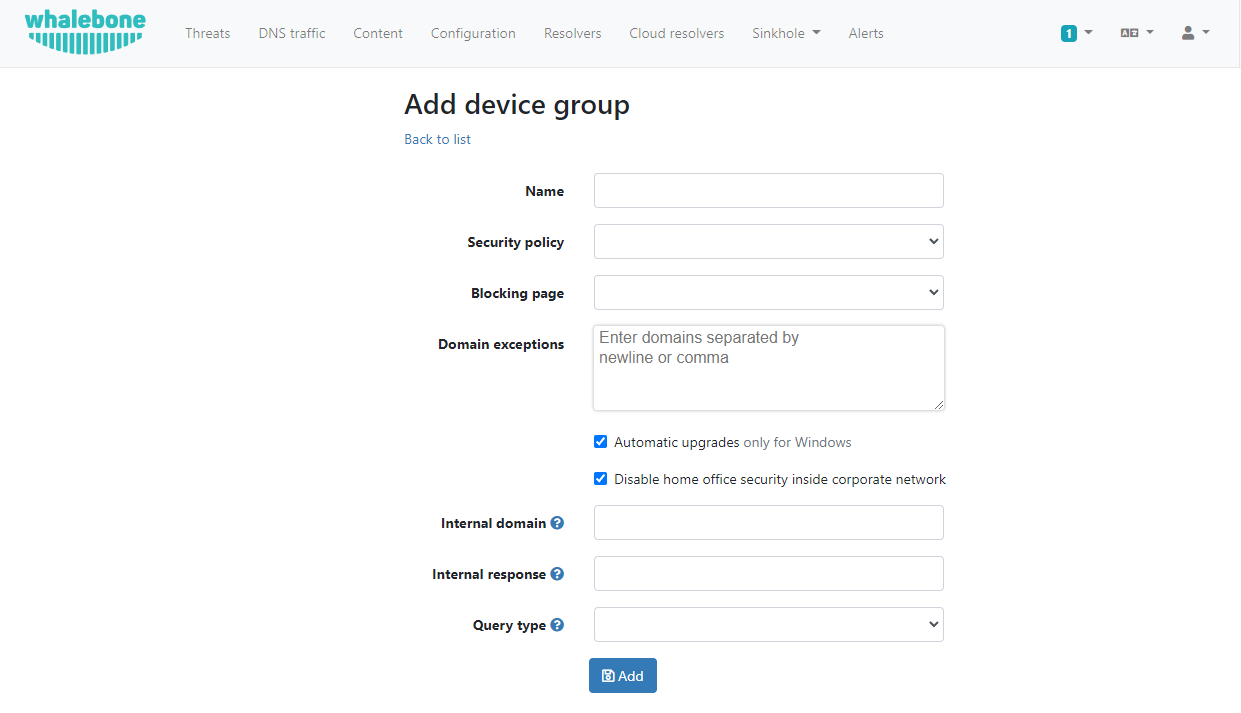 whalebone
Threats DNS traffic Content Configuration Resolvers Cloud resolvers Sinkhole Alerts 1
Add device group
Back to list
Name
Security policy
Blocking page
Domain exceptions
Enter domains separated by
newline or comma
Automatic upgrades only for Windows
Disable home office security inside corporate network
Internal domain ?
Internal response ?
Query type ?
Add